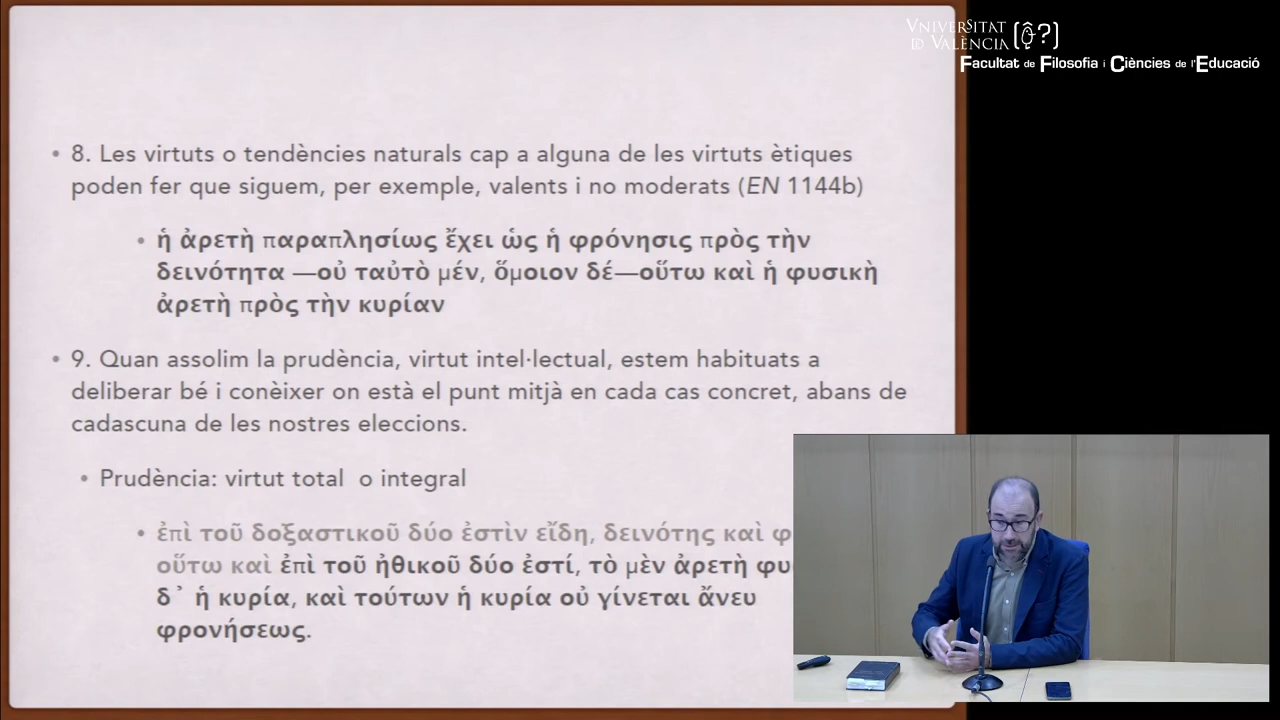 VNIVERSITAT
D VALÈNCIA
Facultat de Filosofia i Ciències de l'Educació
• 8. Les virtuts o tendències naturals cap a alguna de les virtuts ètiques
poden fer que siguem, per exemple, valents i no moderats (EN 1144b)
• ἡ ἀρετὴ παραπλησίως ἔχει ὡς ἡ φρόνησις πρὸς τὴν
δεινότητα —οὐ ταὐτὸ μέν, ὅμοιον δέ—οὕτω καὶ ἡ φυσικὴ
ἀρετὴ πρὸς τὴν κυρίαν
• 9. Quan assolim la prudència, virtut intel·lectual, estem habituats a
deliberar bé i conèixer on està el punt mitjà en cada cas concret, abans de
cadascuna de les nostres eleccions.
• Prudència: virtut total o integral
• ἐπὶ τοῦ δοξαστικοῦ δύο ἐστὶν εἴδη, δεινότης καὶ φ
οὕτω καὶ ἐπὶ τοῦ ἠθικοῦ δύο ἐστί, τὸ μὲν ἀρετὴ φυ
δ᾽ ἡ κυρία, καὶ τούτων ἡ κυρία οὐ γίνεται ἄνευ
φρονήσεως.